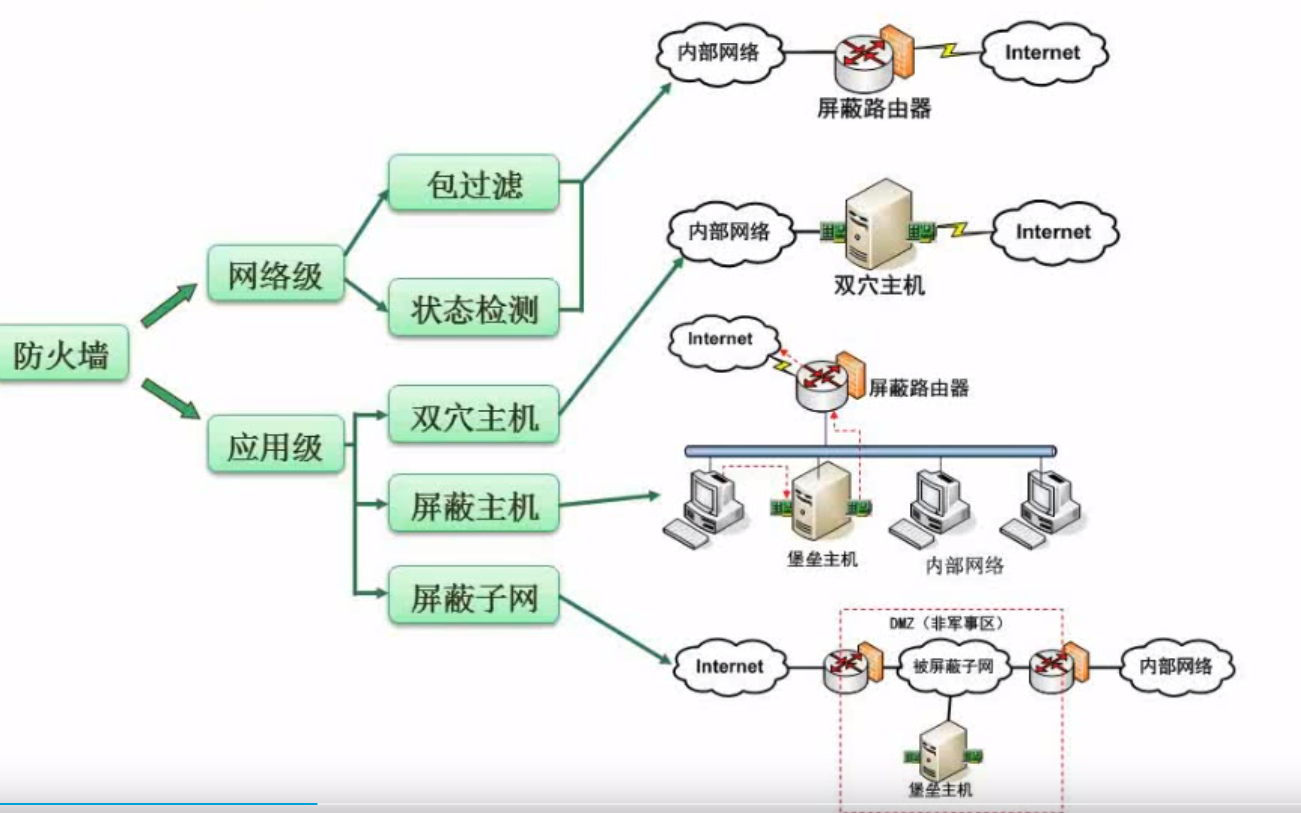 内部网络
Internet
屏蔽路由器
包过滤
内部网络
Internet
网络级
双穴主机
状态检测
防火墙
Internet
屏蔽路由器
双穴主机
应用级
屏蔽主机
堡垒主机
内部网络
屏蔽子网
DMZ（非军事区）
Internet
被屏蔽子网
内部网络
堡垒主机